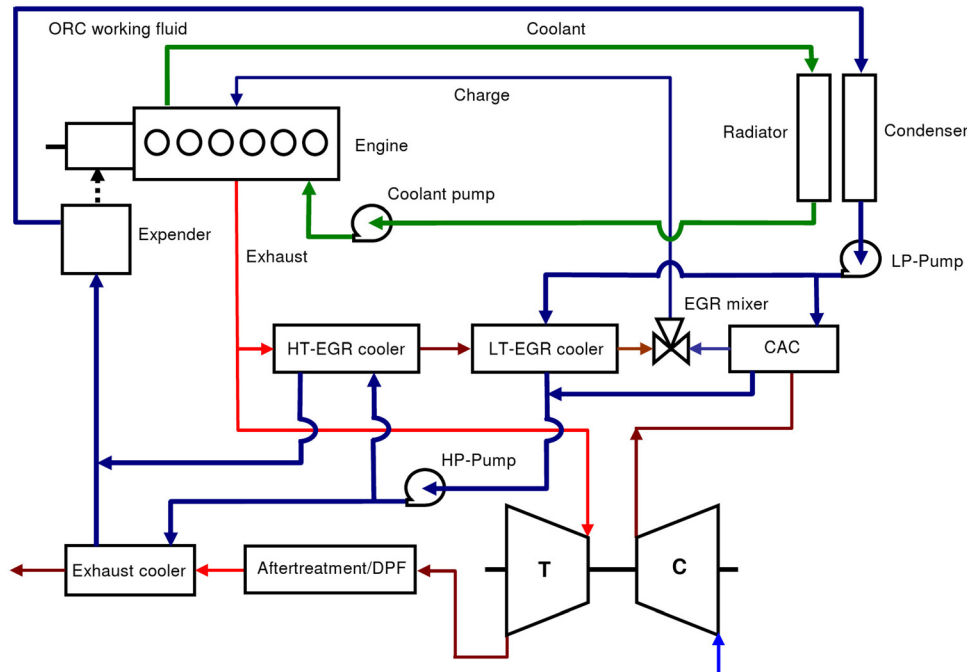 ORC working fluid
Coolant
Charge
Radiator
Condenser
Engine
Coolant pump
Expender
Exhaust
LP-Pump
EGR mixer
HT-EGR cooler
LT-EGR cooler
CAC
HP-Pump
Exhaust cooler
Aftertreatment/DPF
T
C